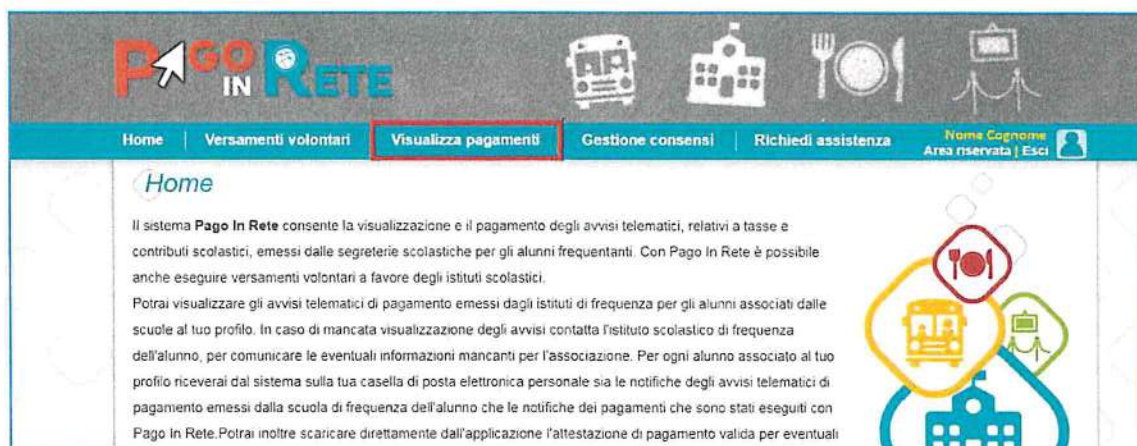 PAGO
IN RETE
Home | Versamenti volontari | Visualizza pagamenti | Gestione consensi | Richiedi assistenza
Nome Cognome
Area riservata | Esci
Home
Il sistema Pago In Rete consente la visualizzazione e il pagamento degli avvisi telematici, relativi a tasse e
contributi scolastici, emessi dalle segreterie scolastiche per gli alunni frequentanti. Con Pago In Rete è possibile
anche eseguire versamenti volontari a favore degli istituti scolastici.
Potrai visualizzare gli avvisi telematici di pagamento emessi dagli istituti di frequenza per gli alunni associati dalle
scuole al tuo profilo. In caso di mancata visualizzazione degli avvisi contatta l'istituto scolastico di frequenza
dell'alunno, per comunicare le eventuali informazioni mancanti per l'associazione. Per ogni alunno associato al tuo
profilo riceverai dal sistema sulla tua casella di posta elettronica personale sia le notifiche degli avvisi telematici di
pagamento emessi dalla scuola di frequenza dell'alunno che le notifiche dei pagamenti che sono stati eseguiti con
Pago In Rete.Potrai inoltre scaricare direttamente dall'applicazione l'attestazione di pagamento valida per eventuali